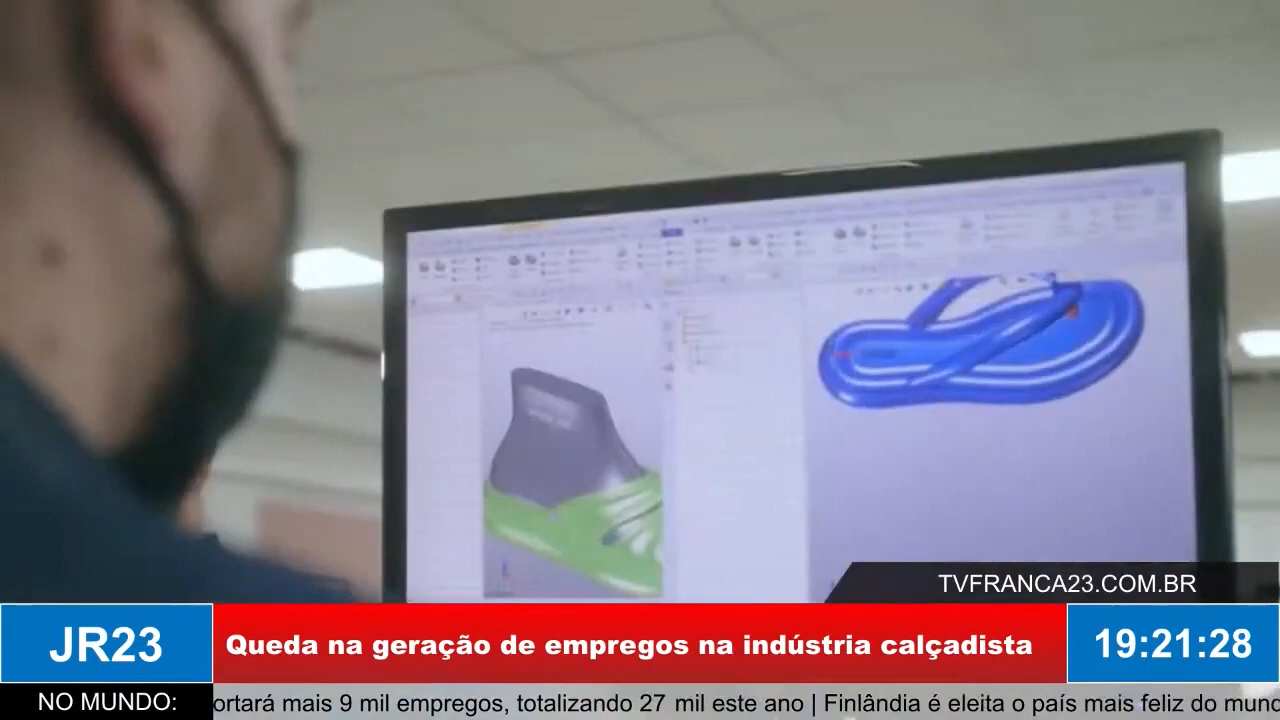 TVFRANCA23.COM.BR
JR23
Queda na geração de empregos na indústria calçadista
19:21:28
NO MUNDO:
ortará mais 9 mil empregos, totalizando 27 mil este ano | Finlândia é eleita o país mais feliz do mund